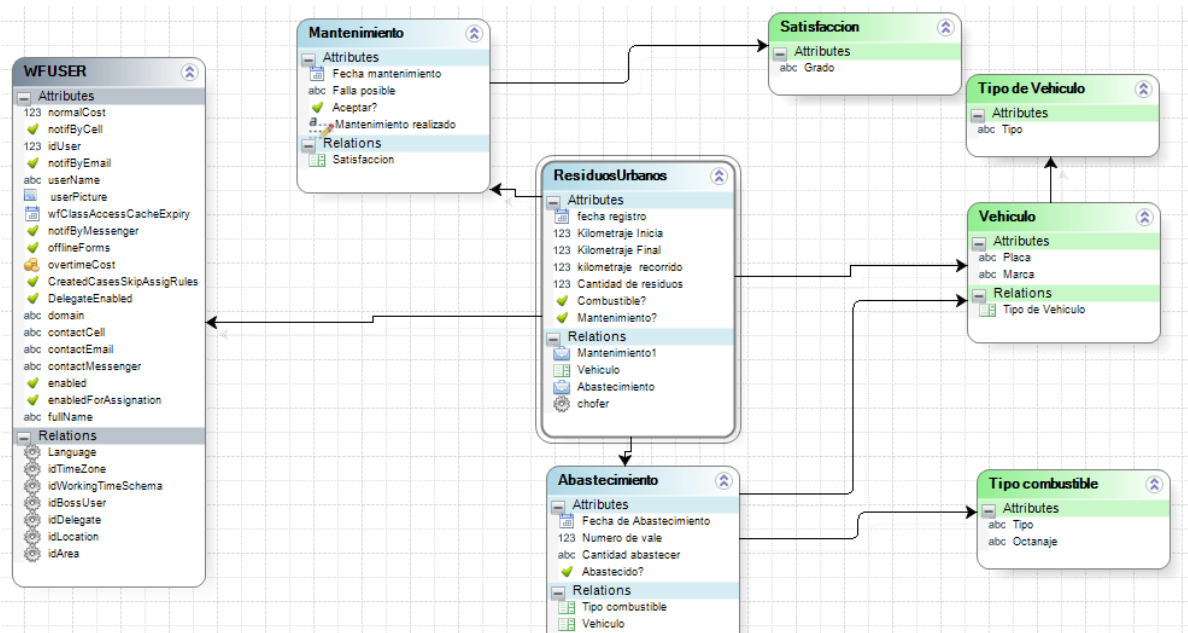 WFUSER
Attributes
123 normalCost
notifByCell
123 idUser
notifByEmail
abc userName
userPicture
wfClassAccessCacheExpiry
notifByMessenger
offlineForms
overtimeCost
CreatedCasesSkipAssigRules
DelegateEnabled
abc domain
abc contactCell
abc contactEmail
abc contactMessenger
enabled
enabledForAssignation
abc fullName
Relations
Language
idTimeZone
idWorkingTimeSchema
idBossUser
idDelegate
idLocation
idArea
Mantenimiento
Attributes
Fecha mantenimiento
abc Falla posible
Aceptar?
a Mantenimiento realizado
Relations
Satisfaccion
ResiduosUrbanos
Attributes
fecha registro
123 Kilometraje Inicia
123 Kilometraje Final
123 kilometraje recorrido
123 Cantidad de residuos
Combustible?
Mantenimiento?
Relations
Mantenimiento1
Vehiculo
Abastecimiento
chofer
Abastecimiento
Attributes
Fecha de Abastecimiento
123 Numero de vale
abc Cantidad abastecer
Abastecido?
Relations
Tipo combustible
Vehiculo
Satisfaccion
Attributes
abc Grado
Tipo de Vehiculo
Attributes
abc Tipo
Vehiculo
Attributes
abc Placa
abc Marca
Relations
Tipo de Vehiculo
Tipo combustible
Attributes
abc Tipo
abc Octanaje